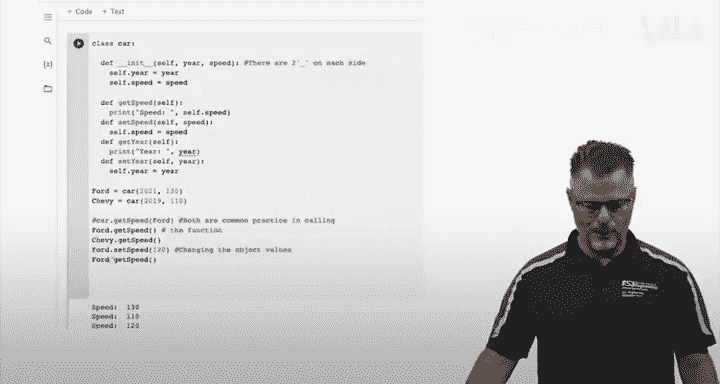 + Code + Text
class car:
def __init__(self, year, speed): #There are 2'_' on each side
self.year = year
self.speed = speed
def getSpeed(self):
print("Speed: ", self.speed)
def setSpeed(self, speed):
self.speed = speed
def getYear(self):
print("Year: ", year)
def setYear(self, year):
self.year = year
Ford = car(2021, 130)
Chevy = car(2019, 110)
#car.getSpeed(Ford) #Both are common practice in calling
Ford.getSpeed() # the function
Chevy.getSpeed()
Ford.setSpeed(120) #Changing the object values
Ford.getSpeed()
Speed: 130
Speed: 110
Speed: 120
{x}